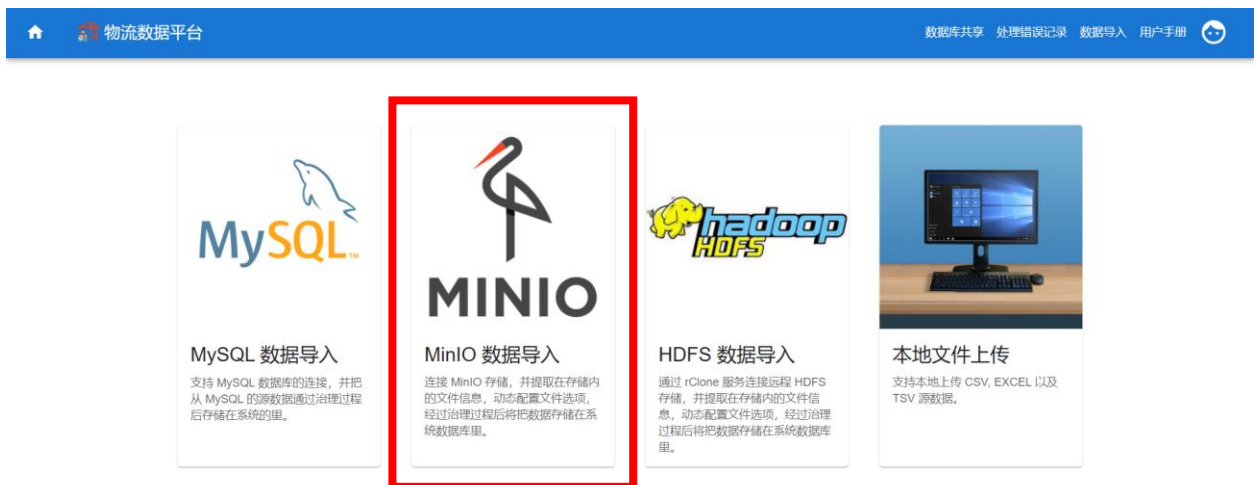 物流数据平台
数据库共享 处理错误记录 数据导入 用户手册
MySQL™
MINIO
hadoop
HDFS
MySQL 数据导入
支持 MySQL 数据库的连接，并把
从 MySQL 的源数据通过治理过程
后存储在系统的里。
MinIO 数据导入
连接 MinIO 存储，并提取在存储内
的文件信息，动态配置文件选项，
经过治理过程后将把数据存储在系
统数据库里。
HDFS 数据导入
通过 rClone 服务连接远程 HDFS
存储，并提取在存储内的文件信
息，动态配置文件选项，经过治理
过程后将把数据存储在系统数据库
里。
本地文件上传
支持本地上传 CSV, EXCEL 以及
TSV 源数据。